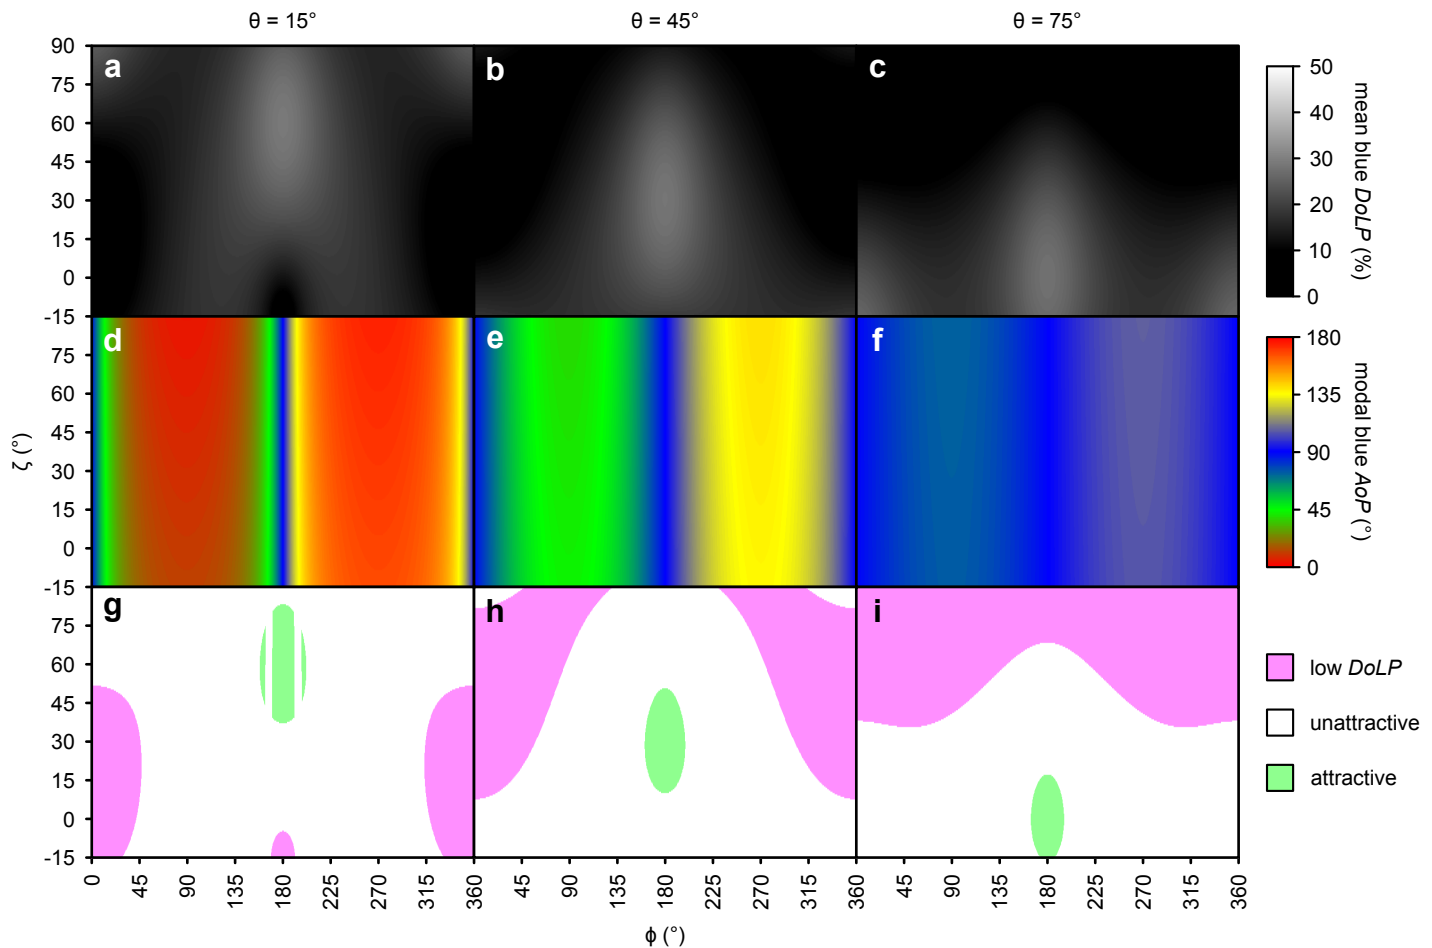 θ = 15° θ = 45° θ = 75°
a b c
d e f
g h i
90
75
60
45
30
15
0
-15
75
60
45
30
15
0
-15
75
60
45
30
15
0
-15
ζ (°)
0 45 90 135 180 225 270 315 360 45 90 135 180 225 270 315 360 45 90 135 180 225 270 315 360
ϕ (°)
50
40
30
20
10
0
mean blue DoLP (%)
180
135
90
45
0
modal blue AoP (°)
low DoLP
unattractive
attractive